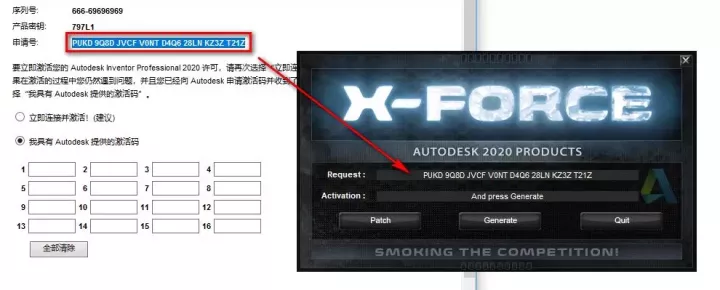 序列号: 666-69696969
产品密钥: 797L1
申请号: PUKD 9Q8D JVCF V0NT D4Q6 28LN KZ3Z T21Z
要立即激活您的 Autodesk Inventor Professional 2020 许可，请再次选择“立即连
果在激活的过程中您仍然遇到问题，并且您已经向 Autodesk 申请激活码并收到了
择“我具有 Autodesk 提供的激活码”。
立即连接并激活! (建议)
我具有 Autodesk 提供的激活码
1 2 3 4
5 6 7 8
9 10 11 12
13 14 15 16
全部清除
X-FORCE
AUTODESK 2020 PRODUCTS
Request : PUKD 9Q8D JVCF V0NT D4Q6 28LN KZ3Z T21Z
Activation : And press Generate
Patch Generate Quit
SMOKING THE COMPETITION!